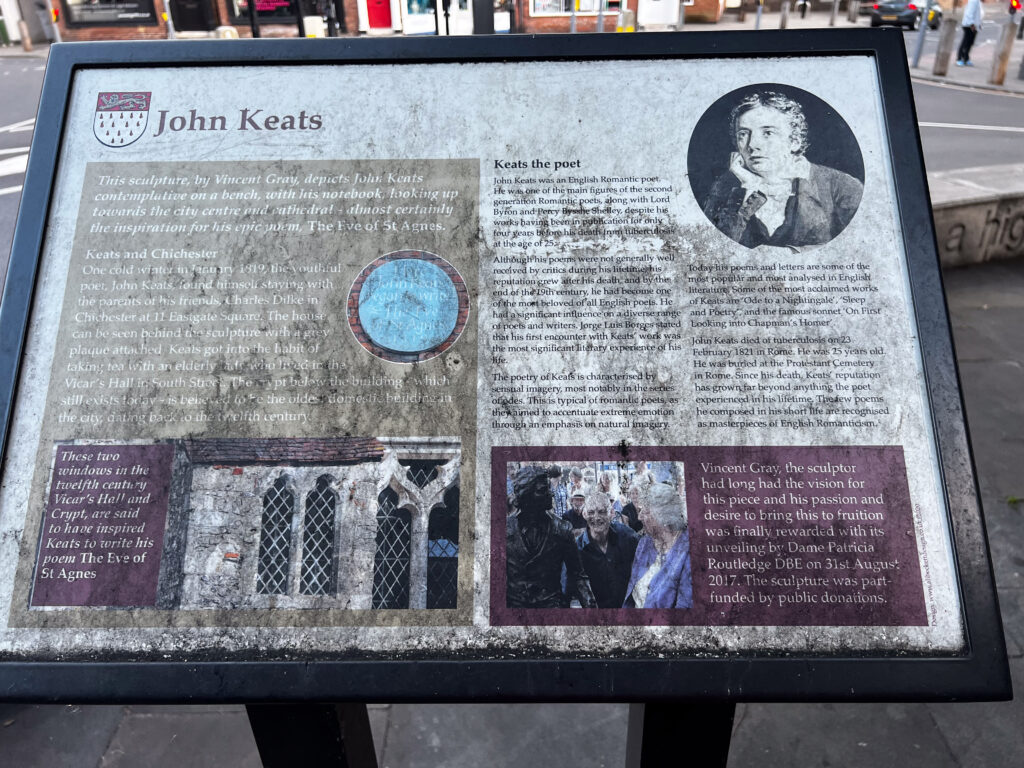 John Keats
This sculpture, by Vincent Gray, depicts John Keats
contemplative on a bench, with his notebook, looking up
towards the city centre and cathedral - almost certainly
the inspiration for his epic poem, The Eve of St Agnes.
Keats and Chichester
One cold winter in January 1819, the youthful
poet, John Keats, found himself staying with
the parents of his friends, Charles Dilke in
Chichester at 11 Eastgate Square. The house
can be seen behind the sculpture with a grey
plaque attached. Keats got into the habit of
taking tea with an elderly lady who lived in the
Vicar's Hall in South Street. The crypt below the building - which
still exists today - is believed to be the oldest domestic building in
the city, dating back to the twelfth century.
These two
windows in the
twelfth century
Vicar's Hall and
Crypt, are said
to have inspired
Keats to write his
poem The Eve of
St Agnes
Keats the poet
John Keats was an English Romantic poet.
He was one of the main figures of the second
generation Romantic poets, along with Lord
Byron and Percy Bysshe Shelley, despite his
works having been in publication for only
four years before his death from tuberculosis
at the age of 25.
Although his poems were not generally well
received by critics during his lifetime, his
reputation grew after his death, and by the
end of the 19th century, he had become one
of the most beloved of all English poets. He
had a significant influence on a diverse range
of poets and writers. Jorge Luis Borges stated
that his first encounter with Keats' work was
the most significant literary experience of his
life.
The poetry of Keats is characterised by
sensual imagery, most notably in the series
of odes. This is typical of romantic poets, as
they aimed to accentuate extreme emotion
through an emphasis on natural imagery.
Today his poems and letters are some of the
most popular and most analysed in English
literature. Some of the most acclaimed works
of Keats are 'Ode to a Nightingale', 'Sleep
and Poetry', and the famous sonnet 'On First
Looking into Chapman's Homer'.
John Keats died of tuberculosis on 23
February 1821 in Rome. He was 25 years old.
He was buried at the Protestant Cemetery
in Rome. Since his death, Keats' reputation
has grown far beyond anything the poet
experienced in his lifetime. The few poems
he composed in his short life are recognised
as masterpieces of English Romanticism.
Vincent Gray, the sculptor
had long had the vision for
this piece and his passion and
desire to bring this to fruition
was finally rewarded with its
unveiling by Dame Patricia
Routledge DBE on 31st August
2017. The sculpture was part-
funded by public donations.